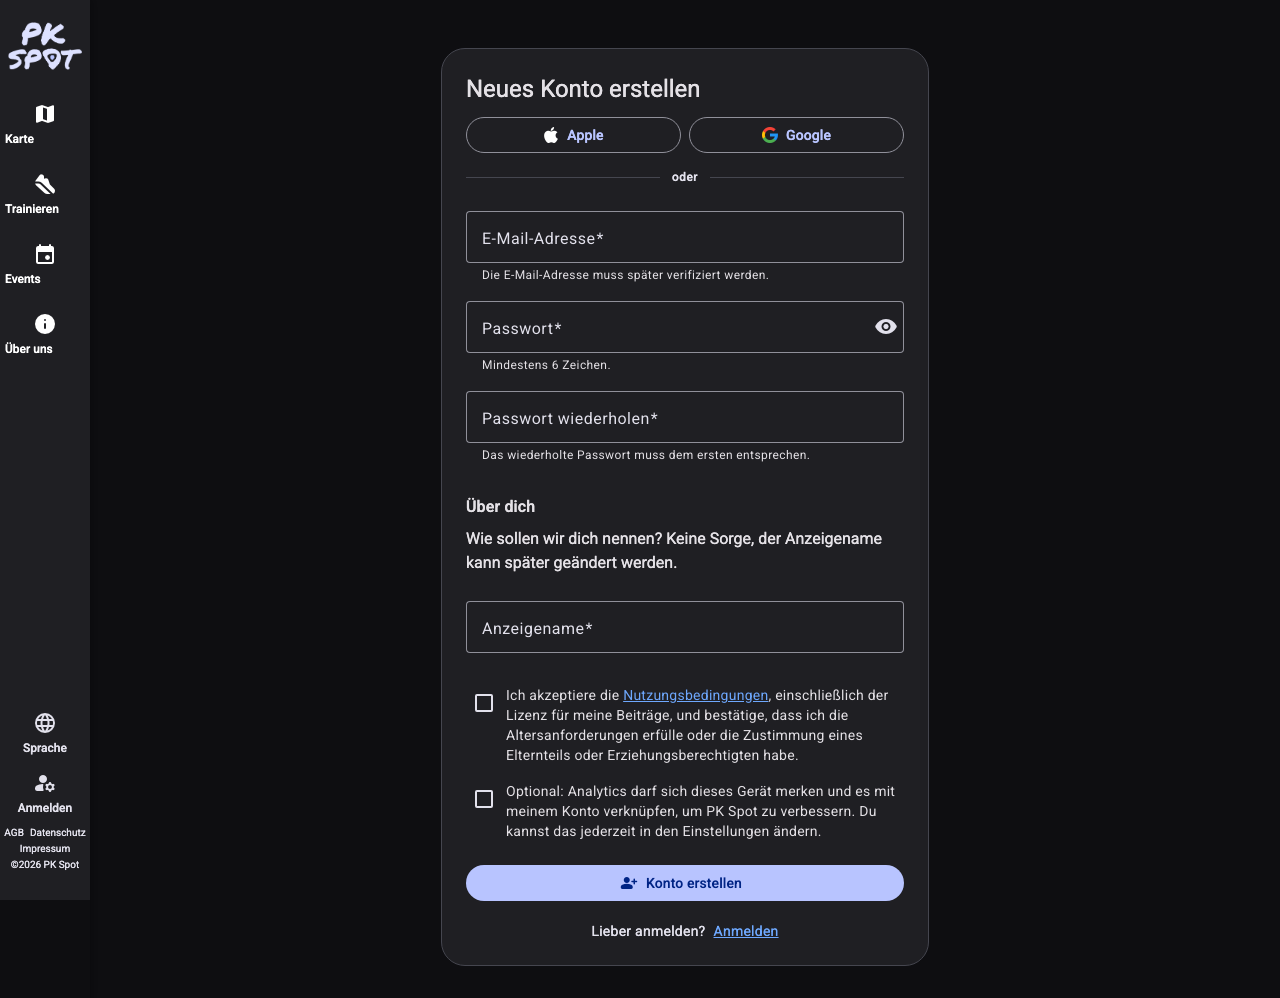 PK
SPOT
Karte
Trainieren
Events
Über uns
Sprache
Anmelden
AGB Datenschutz
Impressum
©2026 PK Spot
Neues Konto erstellen
Apple Google
oder
E-Mail-Adresse*
Die E-Mail-Adresse muss später verifiziert werden.
Passwort*
Mindestens 6 Zeichen.
Passwort wiederholen*
Das wiederholte Passwort muss dem ersten entsprechen.
Über dich
Wie sollen wir dich nennen? Keine Sorge, der Anzeigename
kann später geändert werden.
Anzeigename*
Ich akzeptiere die Nutzungsbedingungen, einschließlich der
Lizenz für meine Beiträge, und bestätige, dass ich die
Altersanforderungen erfülle oder die Zustimmung eines
Elternteils oder Erziehungsberechtigten habe.
Optional: Analytics darf sich dieses Gerät merken und es mit
meinem Konto verknüpfen, um PK Spot zu verbessern. Du
kannst das jederzeit in den Einstellungen ändern.
Konto erstellen
Lieber anmelden? Anmelden